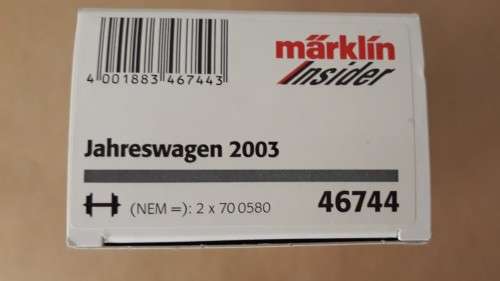 märklin
Insider
4 001883 467443
Jahreswagen 2003
(NEM =): 2 x 70 0580
46744